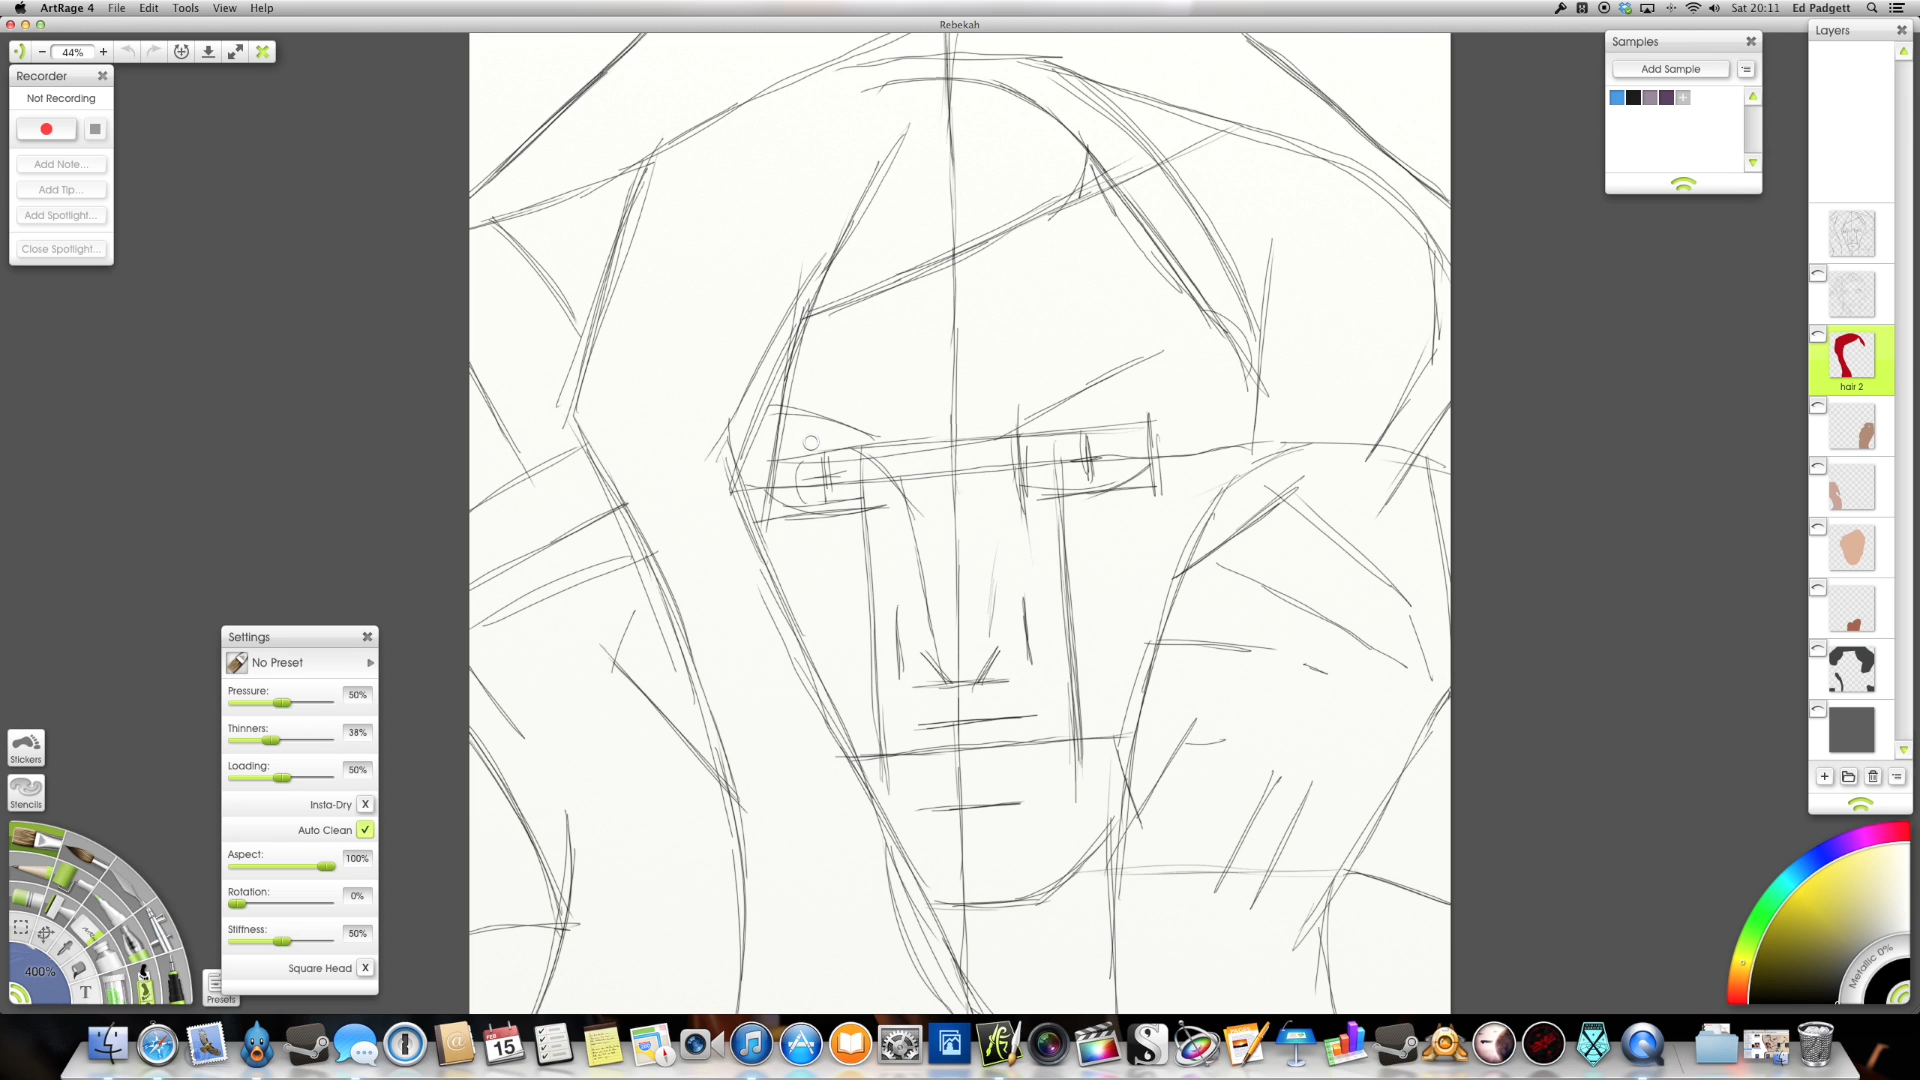 ArtRage 4 File Edit Tools View Help
Sat 20:11 Ed Padgett
Rebekah
44%
Recorder
Not Recording
Add Note...
Add Tip...
Add Spotlight...
Close Spotlight...
Samples
Add Sample
Layers
hair 2
Settings
No Preset
Pressure: 50%
Thinners: 38%
Loading: 50%
Insta-Dry X
Auto Clean
Aspect: 100%
Rotation: 0%
Stiffness: 50%
Square Head X
Stickers
Stencils
400%
T
Presets
Metallic 0%
FEB
15